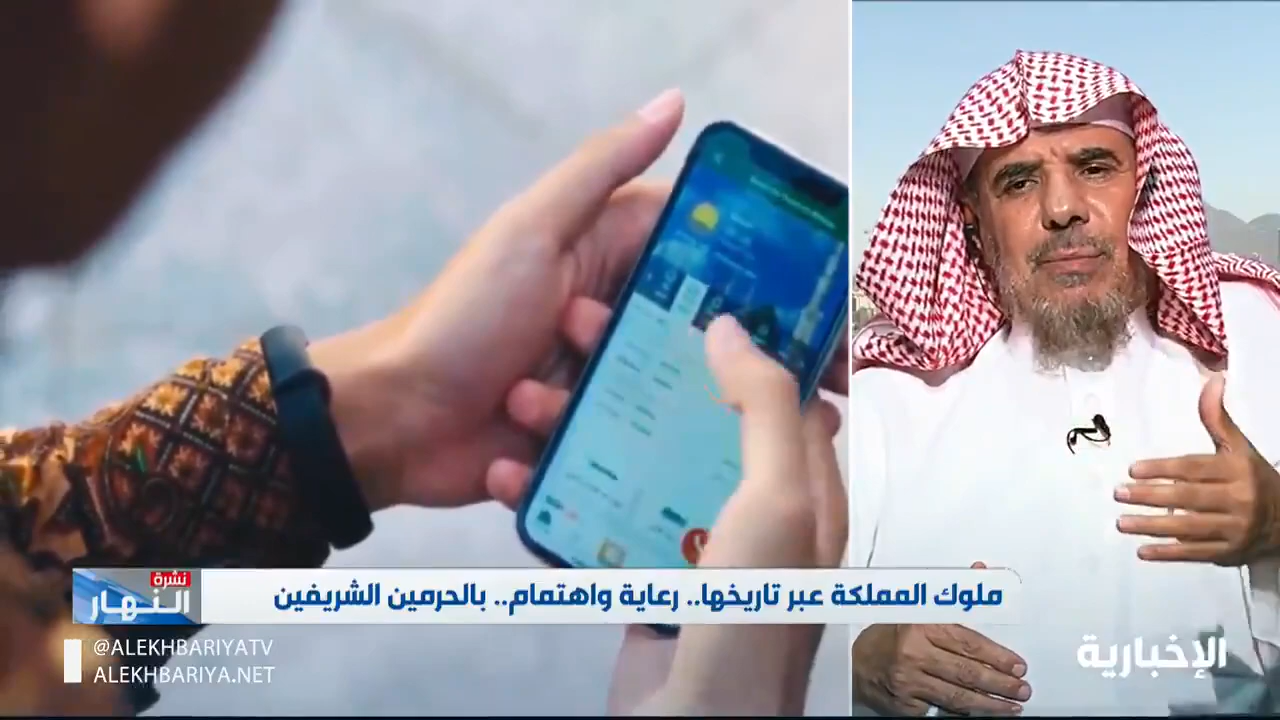 ملوك المملكة عبر تاريخها.. رعاية واهتمام.. بالحرمين الشريفين
نشرة
النهار
@ALEKHBARIYATV
ALEKHBARIYA.NET
الإخبارية